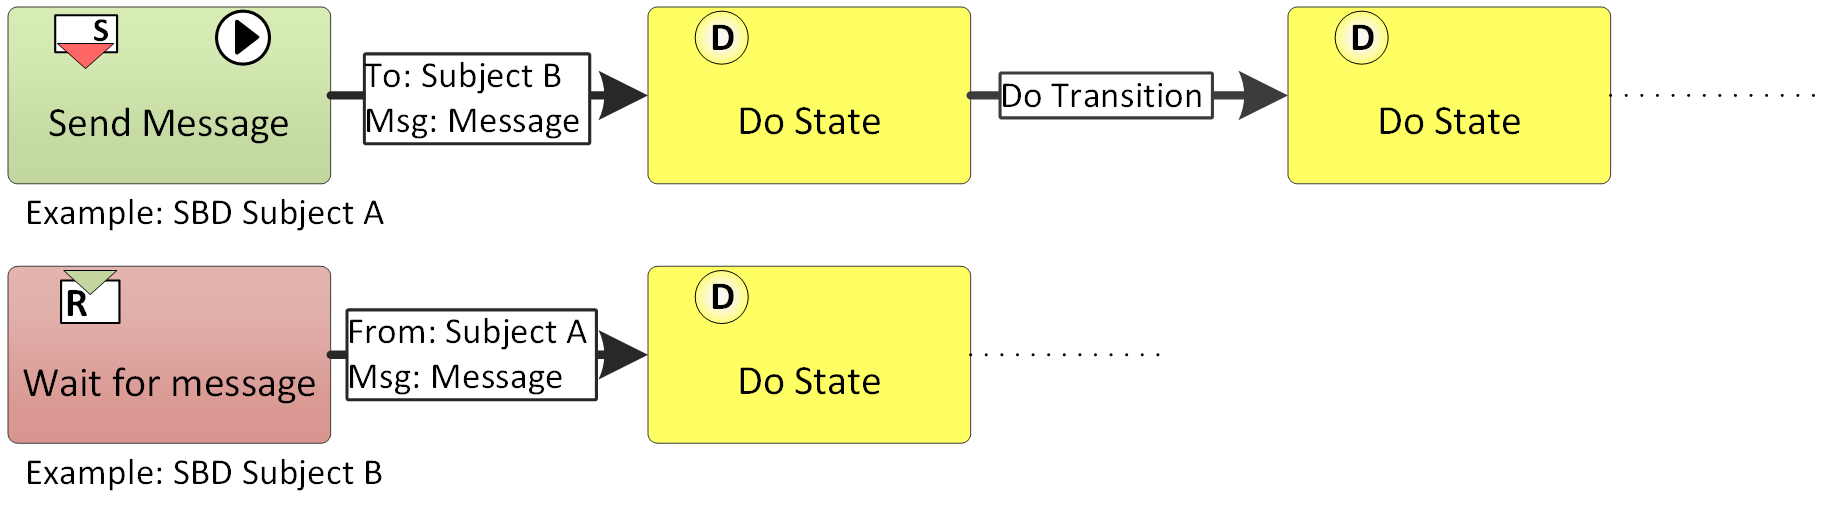 S
Send Message
To: Subject B
Msg: Message
D
Do State
Do Transition
D
Do State
Example: SBD Subject A
R
Wait for message
From: Subject A
Msg: Message
D
Do State
Example: SBD Subject B